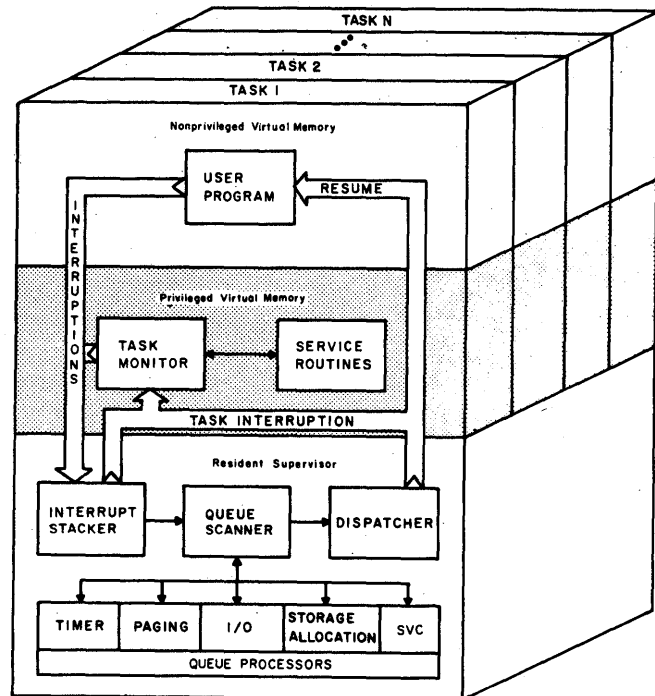 TASK N
TASK 2
TASK 1
Nonprivileged Virtual Memory
USER
PROGRAM
RESUME
INTERRUPTIONS
Privileged Virtual Memory
TASK
MONITOR
SERVICE
ROUTINES
TASK INTERRUPTION
Resident Supervisor
INTERRUPT
STACKER
QUEUE
SCANNER
DISPATCHER
TIMER
PAGING
I/O
STORAGE
ALLOCATION
SVC
QUEUE PROCESSORS